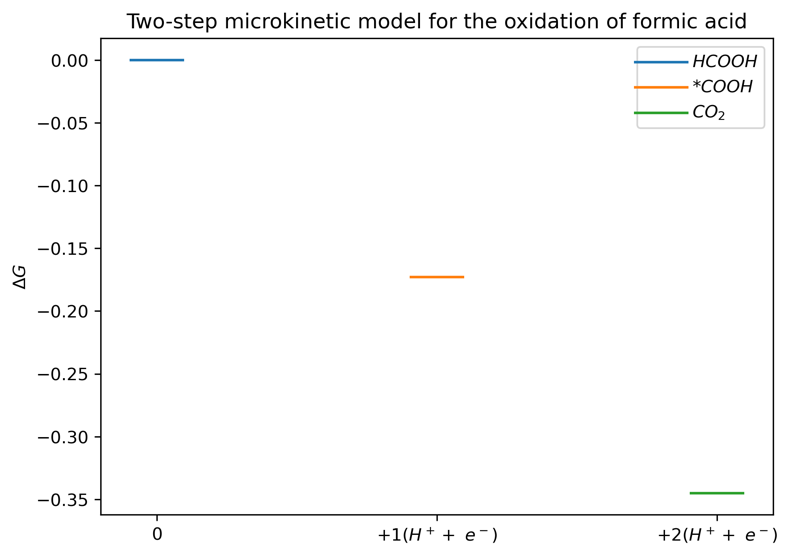 Two-step microkinetic model for the oxidation of formic acid
HCOOH
*COOH
CO₂
ΔG
0.00
−0.05
−0.10
−0.15
−0.20
−0.25
−0.30
−0.35
0
+1(H⁺ + e⁻)
+2(H⁺ + e⁻)